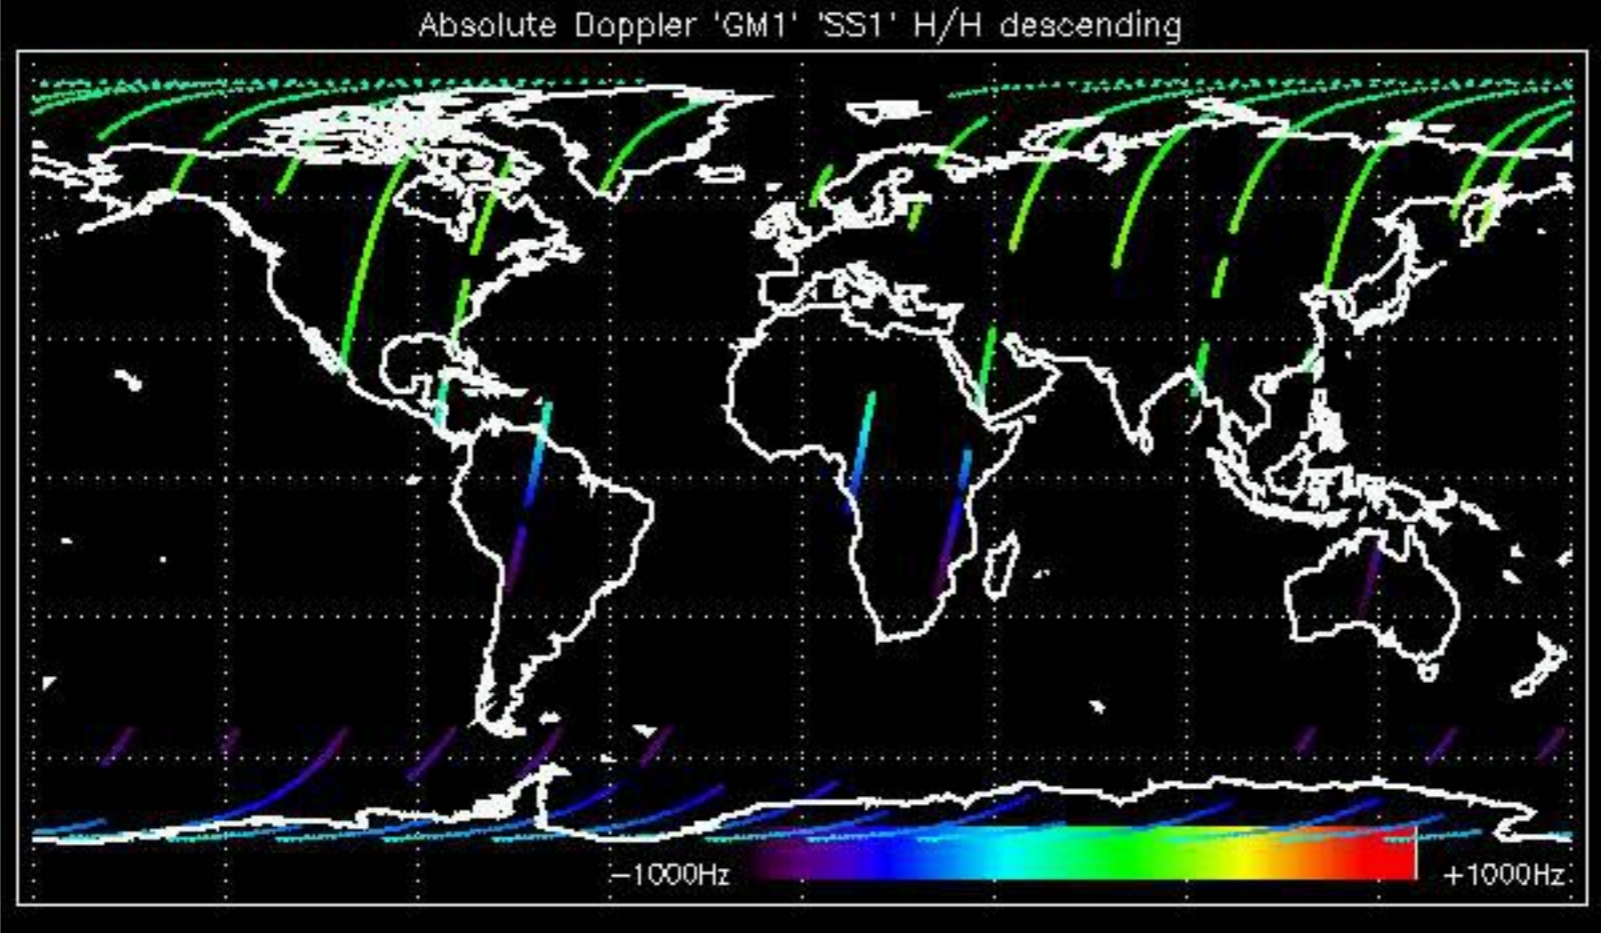 Absolute Doppler 'GM1' 'SS1' H/H descending
−1000Hz
+1000Hz